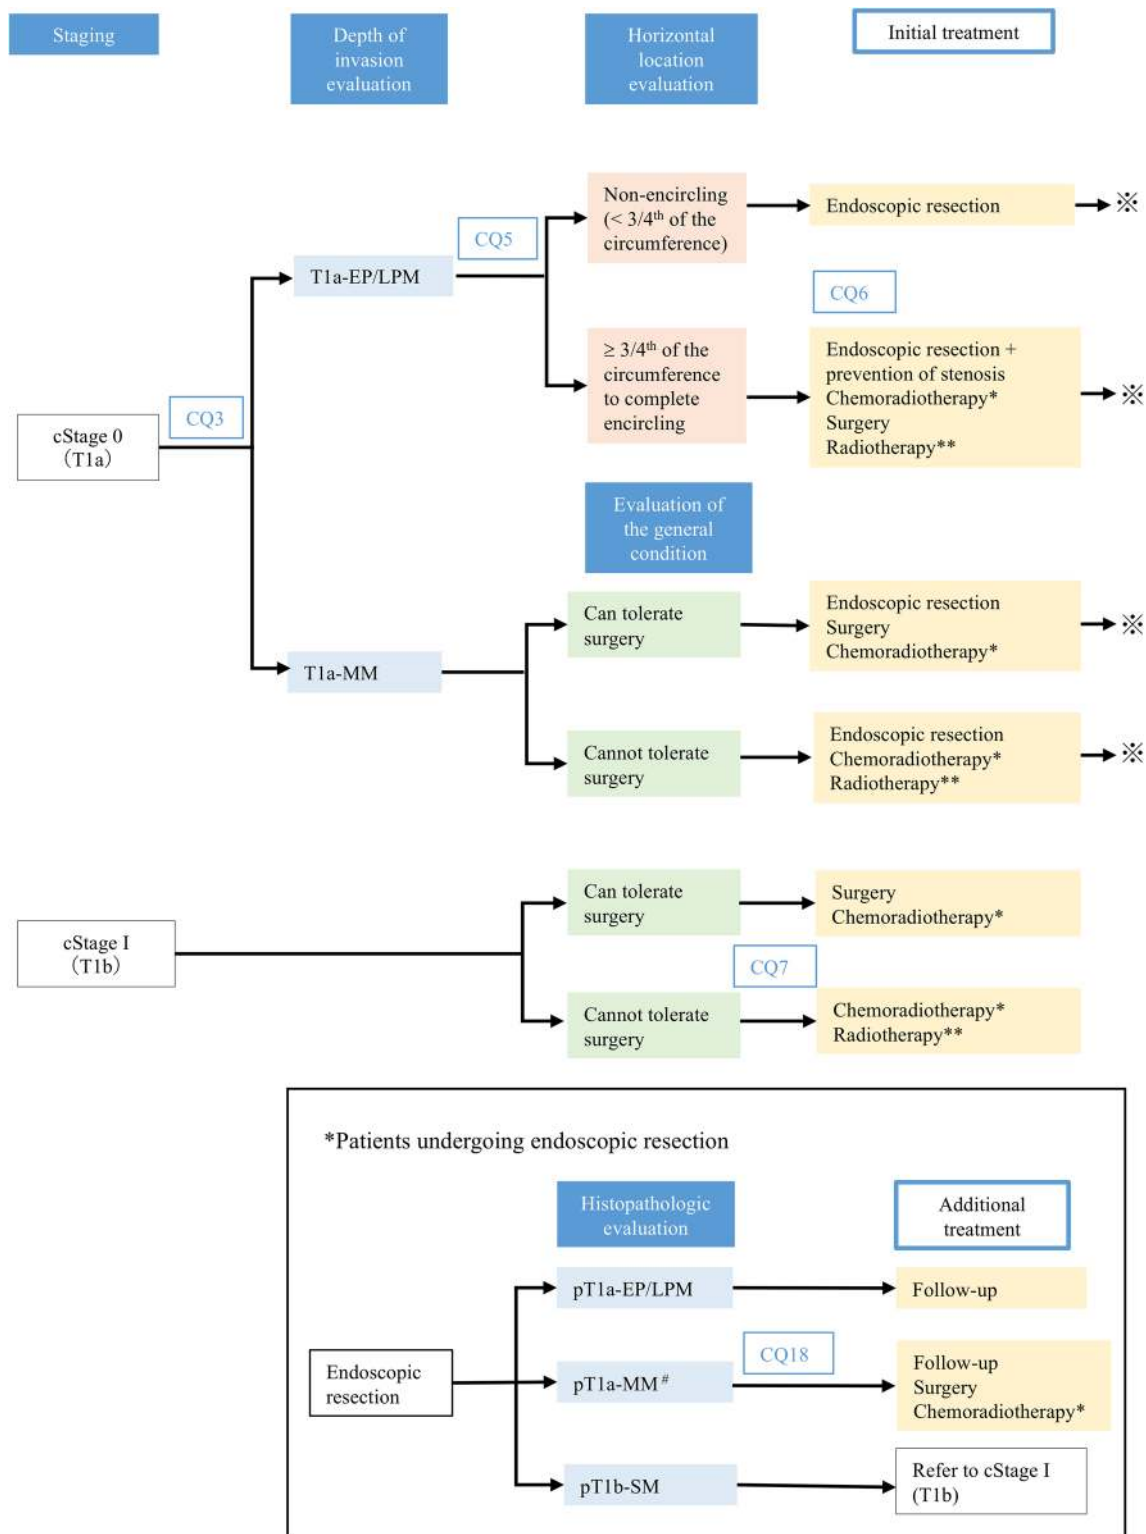 Staging
Depth of
invasion
evaluation
Horizontal
location
evaluation
Initial treatment
Non-encircling
(< 3/4th of the
circumference)
Endoscopic resection
※
CQ5
T1a-EP/LPM
CQ6
≥ 3/4th of the
circumference
to complete
encircling
Endoscopic resection +
prevention of stenosis
Chemoradiotherapy*
Surgery
Radiotherapy**
※
CQ3
cStage 0
(T1a)
Evaluation of
the general
condition
Can tolerate
surgery
Endoscopic resection
Surgery
Chemoradiotherapy*
※
T1a-MM
Cannot tolerate
surgery
Endoscopic resection
Chemoradiotherapy*
Radiotherapy**
※
Can tolerate
surgery
Surgery
Chemoradiotherapy*
cStage I
(T1b)
CQ7
Cannot tolerate
surgery
Chemoradiotherapy*
Radiotherapy**
*Patients undergoing endoscopic resection
Histopathologic
evaluation
Additional
treatment
pT1a-EP/LPM
Follow-up
Endoscopic
resection
pT1a-MM#
CQ18
Follow-up
Surgery
Chemoradiotherapy*
pT1b-SM
Refer to cStage I
(T1b)